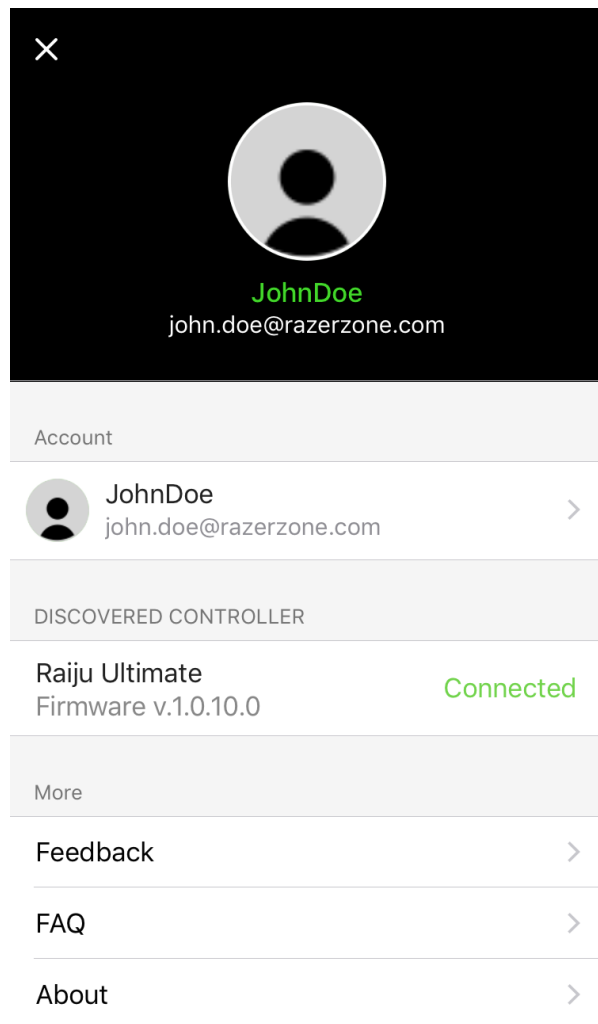 JohnDoe
john.doe@razerzone.com
Account
JohnDoe
john.doe@razerzone.com
DISCOVERED CONTROLLER
Raiju Ultimate
Connected
Firmware v.1.0.10.0
More
Feedback
FAQ
About